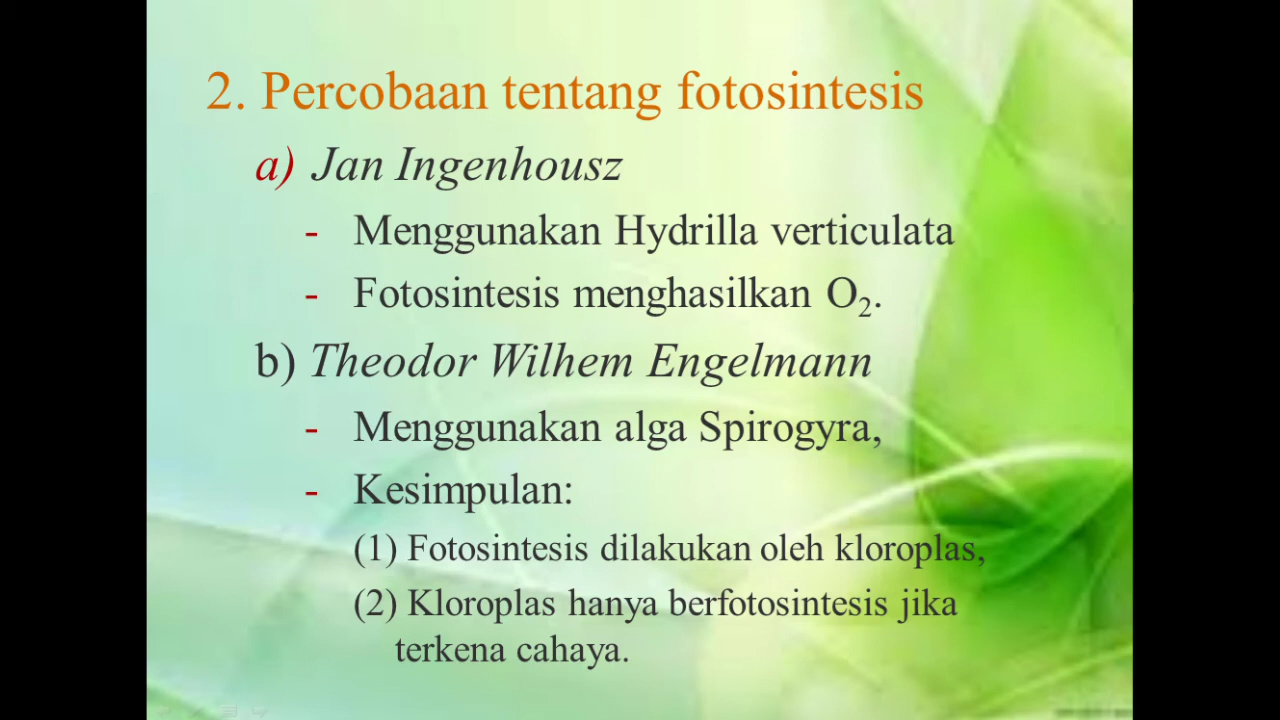 2. Percobaan tentang fotosintesis
a) Jan Ingenhousz
- Menggunakan Hydrilla verticulata
- Fotosintesis menghasilkan O₂.
b) Theodor Wilhem Engelmann
- Menggunakan alga Spirogyra,
- Kesimpulan:
(1) Fotosintesis dilakukan oleh kloroplas,
(2) Kloroplas hanya berfotosintesis jika
terkena cahaya.